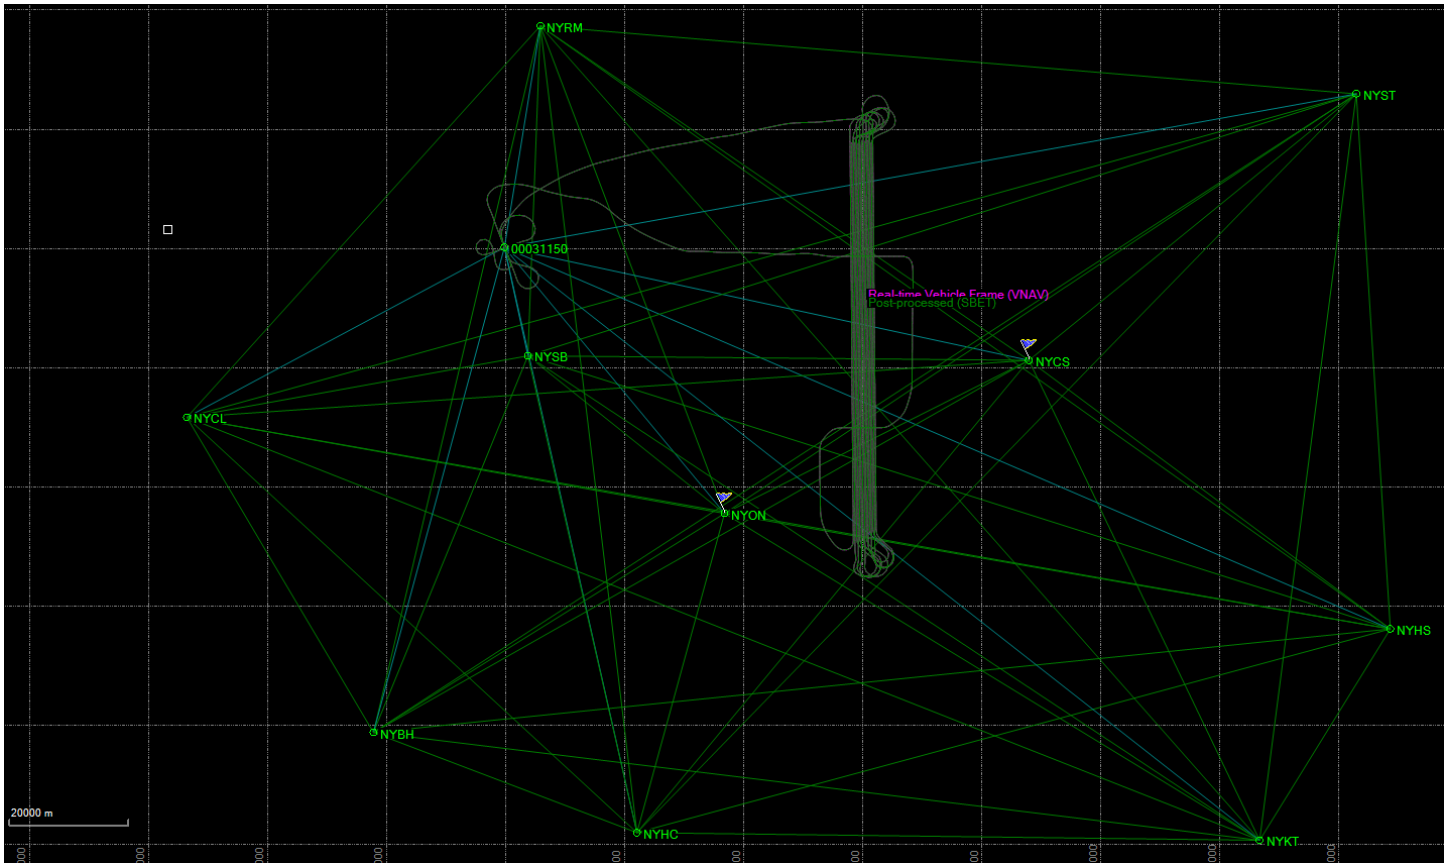 NYRM
NYST
00031150
Real-time Vehicle Frame (VNAV)
Post-processed (SBET)
NYSB
NYCS
NYCL
NYON
NYHS
NYBH
20000 m
NYHC
NYKT